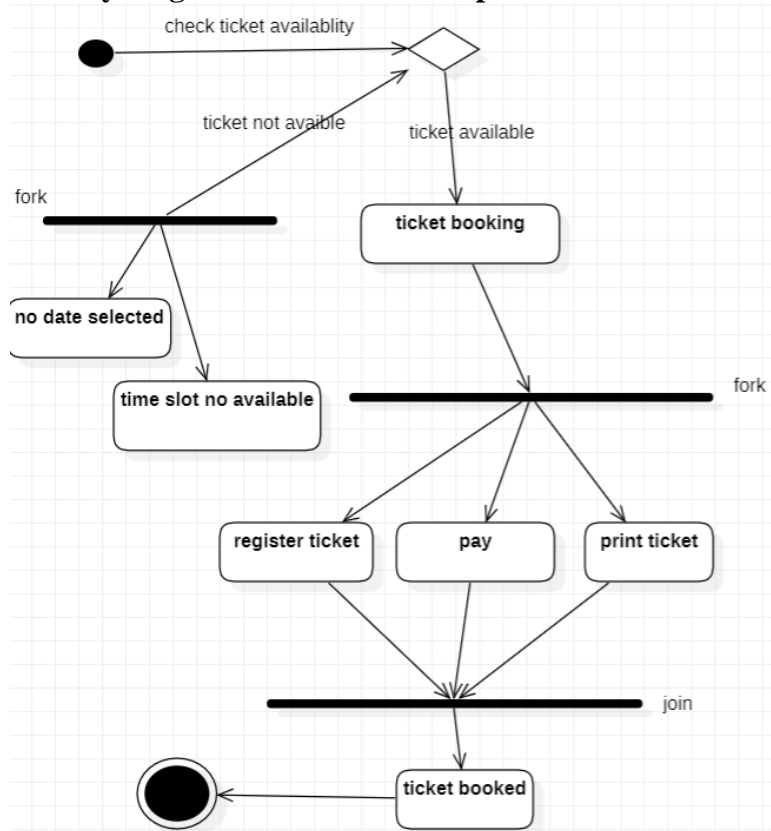 check ticket availablity
ticket not avaible
ticket available
fork
ticket booking
no date selected
time slot no available
fork
register ticket
pay
print ticket
join
ticket booked